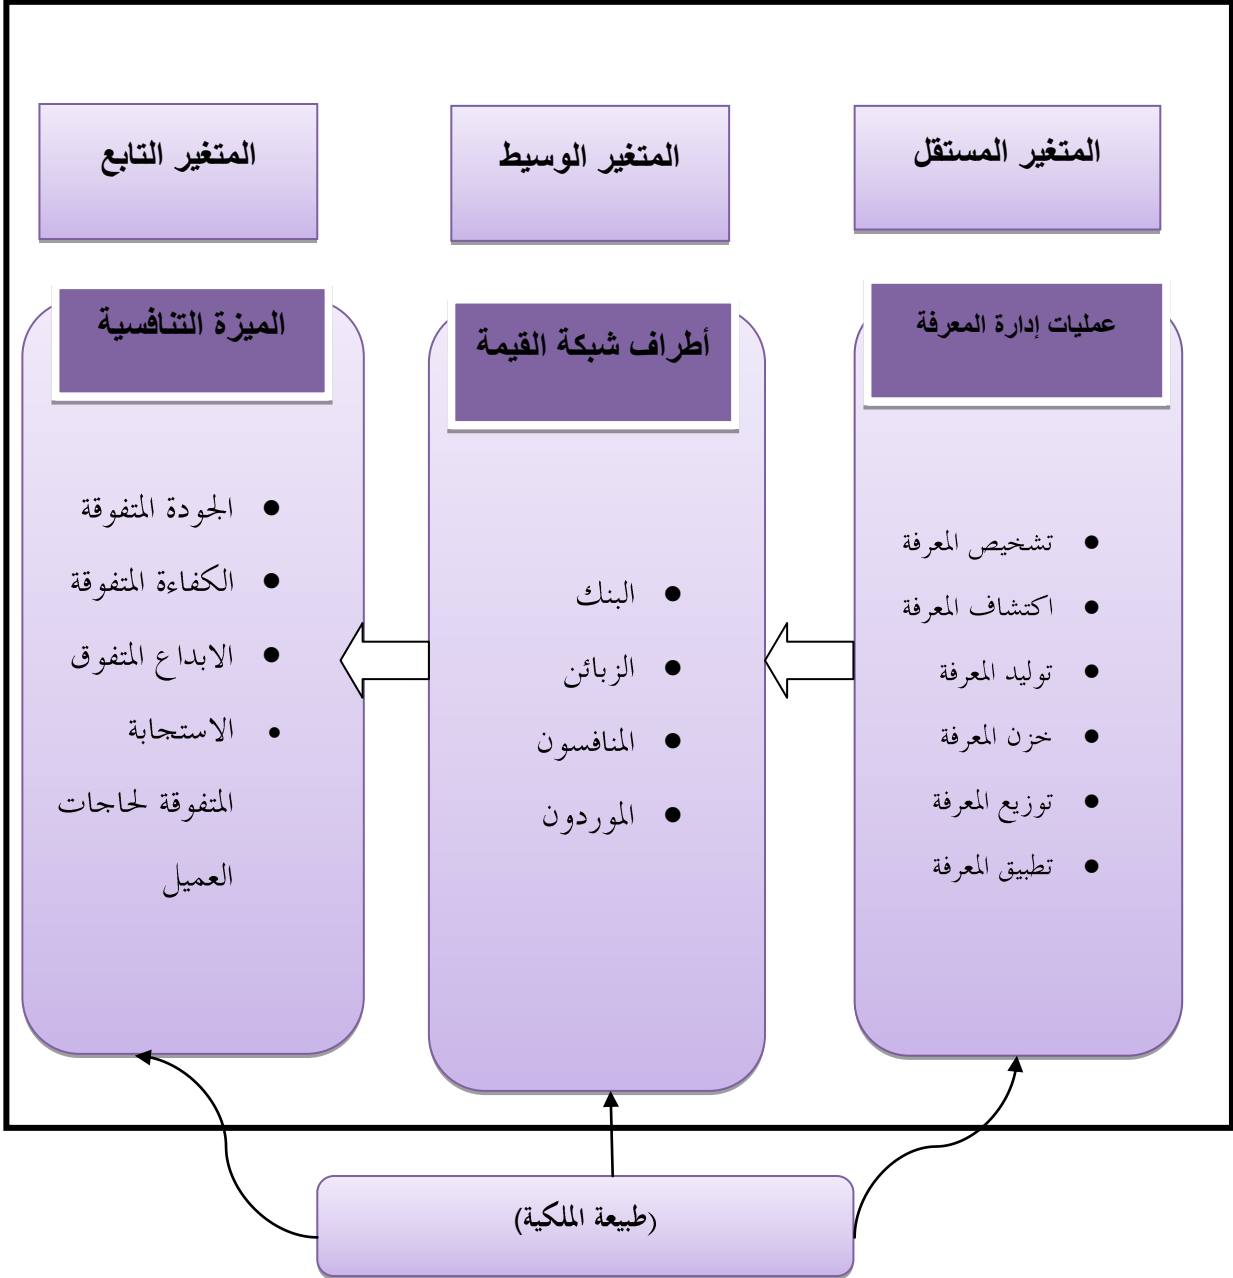 المتغير المستقل
المتغير الوسيط
المتغير التابع
عمليات إدارة المعرفة
• تشخيص المعرفة
• اكتشاف المعرفة
• توليد المعرفة
• خزن المعرفة
• توزيع المعرفة
• تطبيق المعرفة
أطراف شبكة القيمة
• البنك
• الزبائن
• المنافسون
• الموردون
الميزة التنافسية
• الجودة المتفوقة
• الكفاءة المتفوقة
• الابداع المتفوق
• الاستجابة
المتفوقة لحاجات
العميل
(طبيعة الملكية)